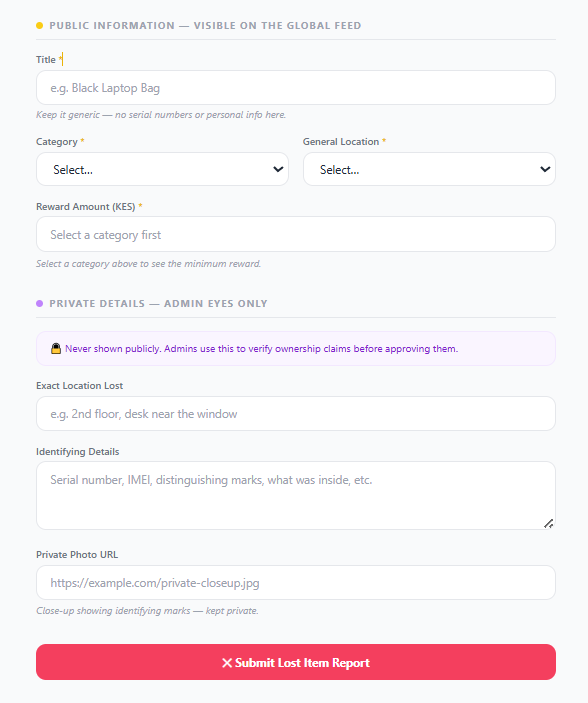 PUBLIC INFORMATION — VISIBLE ON THE GLOBAL FEED
Title *
e.g. Black Laptop Bag
Keep it generic — no serial numbers or personal info here.
Category * General Location *
Select... Select...
Reward Amount (KES) *
Select a category first
Select a category above to see the minimum reward.
PRIVATE DETAILS — ADMIN EYES ONLY
🔒 Never shown publicly. Admins use this to verify ownership claims before approving them.
Exact Location Lost
e.g. 2nd floor, desk near the window
Identifying Details
Serial number, IMEI, distinguishing marks, what was inside, etc.
Private Photo URL
https://example.com/private-closeup.jpg
Close-up showing identifying marks — kept private.
❌ Submit Lost Item Report